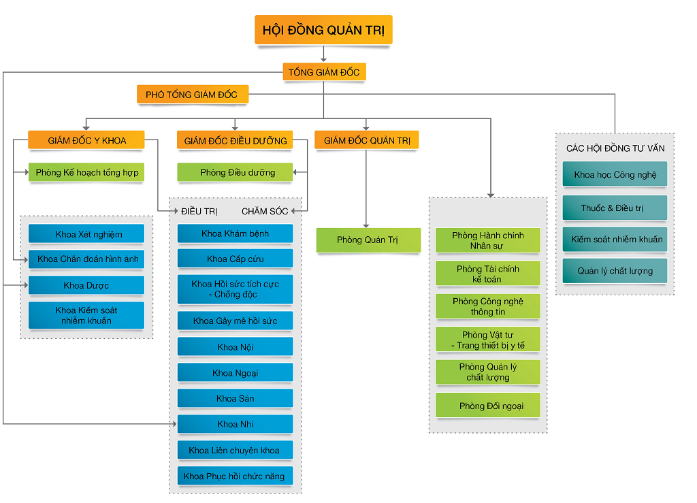 HỘI ĐỒNG QUẢN TRỊ
TỔNG GIÁM ĐỐC
PHÓ TỔNG GIÁM ĐỐC
GIÁM ĐỐC Y KHOA
GIÁM ĐỐC ĐIỀU DƯỠNG
GIÁM ĐỐC QUẢN TRỊ
CÁC HỘI ĐỒNG TƯ VẤN
Phòng Kế hoạch tổng hợp
Phòng Điều dưỡng
Khoa học Công nghệ
Thuốc & Điều trị
Kiểm soát nhiễm khuẩn
Quản lý chất lượng
ĐIỀU TRỊ
CHĂM SÓC
Khoa Xét nghiệm
Khoa Chẩn đoán hình ảnh
Khoa Dược
Khoa Kiểm soát
nhiễm khuẩn
Khoa Khám bệnh
Khoa Cấp cứu
Khoa Hồi sức tích cực
- Chống độc
Khoa Gây mê hồi sức
Khoa Nội
Khoa Ngoại
Khoa Sản
Khoa Nhi
Khoa Liên chuyên khoa
Khoa Phục hồi chức năng
Phòng Quản Trị
Phòng Hành chính
Nhân sự
Phòng Tài chính
kế toán
Phòng Công nghệ
thông tin
Phòng Vật tư
- Trang thiết bị y tế
Phòng Quản lý
chất lượng
Phòng Đối ngoại